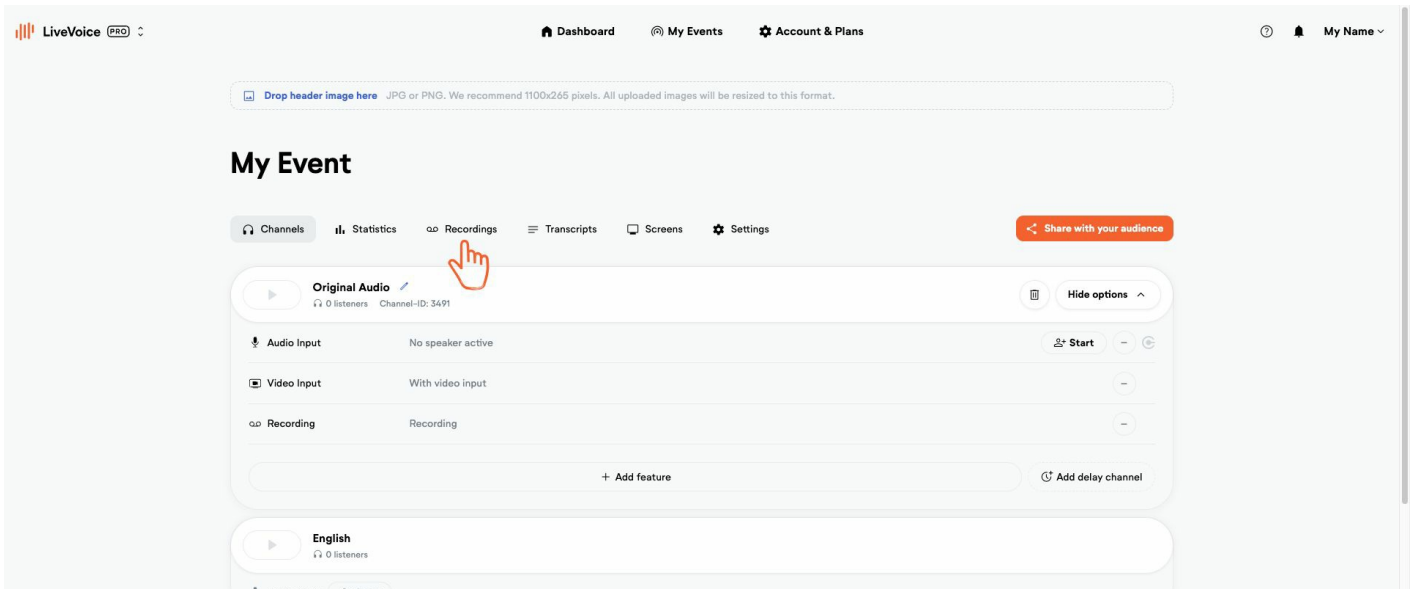 LiveVoice PRO Dashboard My Events Account & Plans My Name
Drop header image here JPG or PNG. We recommend 1100x265 pixels. All uploaded images will be resized to this format.
My Event
Channels Statistics Recordings Transcripts Screens Settings Share with your audience
Original Audio
0 listeners Channel-ID: 3491
Hide options
Audio Input No speaker active Start
Video Input With video input
Recording Recording
+ Add feature Add delay channel
English
0 listeners